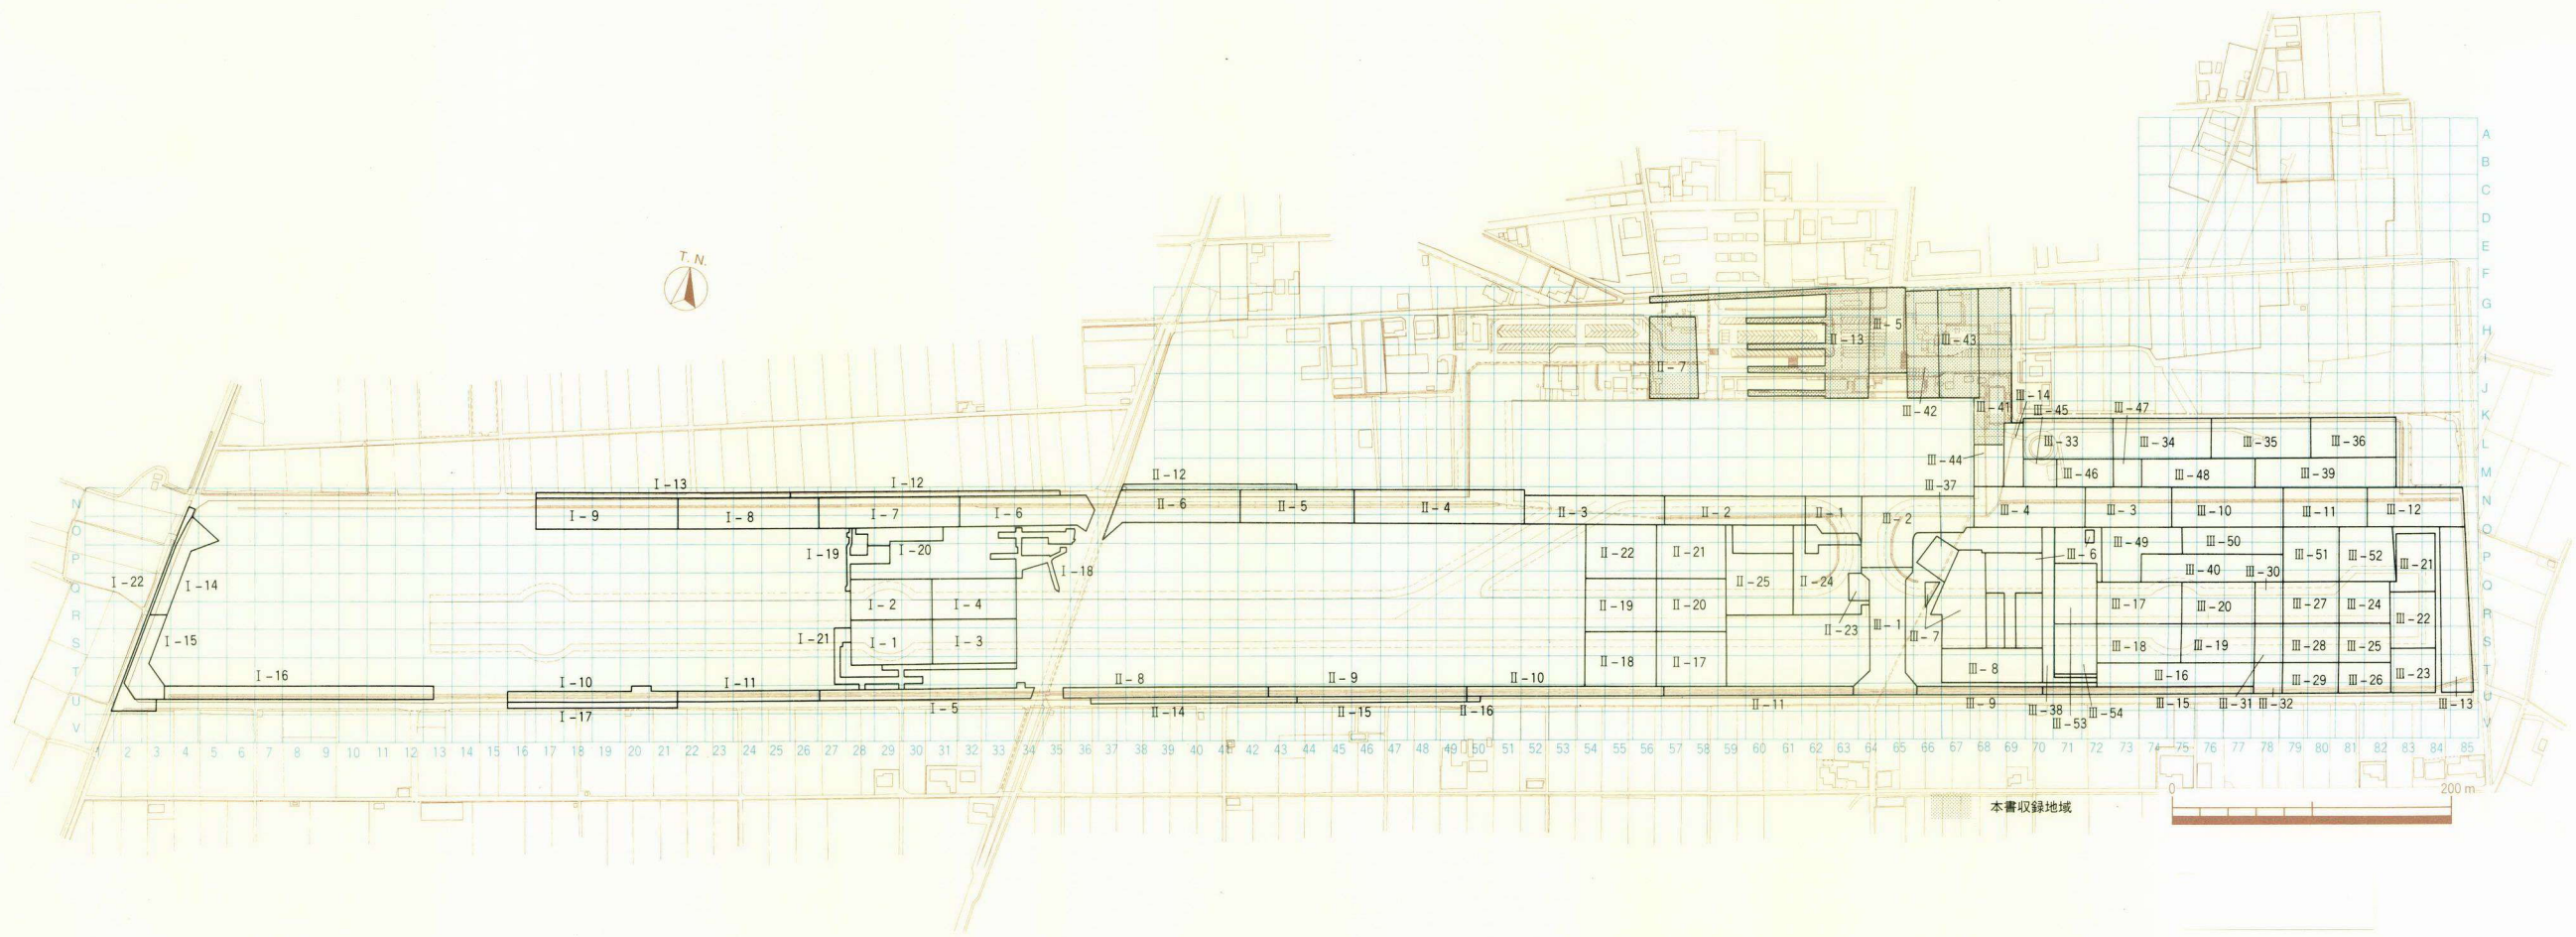 A
B
C
D
E
F
G
H
I
J
K
L
M
N
O
P
Q
R
S
T
U
V
T. N.
Ⅲ-5
Ⅱ-13
Ⅲ-43
Ⅱ-7
Ⅲ-42
Ⅲ-41
Ⅲ-14
Ⅲ-45
Ⅲ-47
Ⅲ-33
Ⅲ-34
Ⅲ-35
Ⅲ-36
Ⅲ-44
Ⅲ-46
Ⅲ-48
Ⅲ-39
Ⅲ-37
Ⅰ-13
Ⅰ-12
Ⅱ-12
Ⅰ-9
Ⅰ-8
Ⅰ-7
Ⅰ-6
Ⅱ-6
Ⅱ-5
Ⅱ-4
Ⅱ-3
Ⅱ-2
Ⅱ-1
Ⅲ-2
Ⅲ-4
Ⅲ-3
Ⅲ-10
Ⅲ-11
Ⅲ-12
Ⅰ-19
Ⅰ-20
Ⅰ-18
Ⅱ-22
Ⅱ-21
Ⅲ-6
Ⅲ-49
Ⅲ-50
Ⅲ-51
Ⅲ-52
Ⅲ-21
Ⅰ-22
Ⅰ-14
Ⅱ-25
Ⅱ-24
Ⅲ-40
Ⅲ-30
Ⅰ-2
Ⅰ-4
Ⅱ-19
Ⅱ-20
Ⅲ-17
Ⅲ-20
Ⅲ-27
Ⅲ-24
Ⅲ-22
Ⅰ-15
Ⅰ-21
Ⅰ-1
Ⅰ-3
Ⅱ-23
Ⅲ-1
Ⅲ-7
Ⅲ-18
Ⅲ-19
Ⅲ-28
Ⅲ-25
Ⅱ-18
Ⅱ-17
Ⅲ-8
Ⅲ-16
Ⅲ-29
Ⅲ-26
Ⅲ-23
Ⅰ-16
Ⅰ-10
Ⅰ-11
Ⅱ-8
Ⅱ-9
Ⅱ-10
Ⅰ-17
Ⅰ-5
Ⅱ-14
Ⅱ-15
Ⅱ-16
Ⅱ-11
Ⅲ-9
Ⅲ-38
Ⅲ-53
Ⅲ-54
Ⅲ-15
Ⅲ-31
Ⅲ-32
Ⅲ-13
N
O
P
Q
R
S
T
U
V
2 3 4 5 6 7 8 9 10 11 12 13 14 15 16 17 18 19 20 21 22 23 24 25 26 27 28 29 30 31 32 33 34 35 36 37 38 39 40 41 42 43 44 45 46 47 48 49 50 51 52 53 54 55 56 57 58 59 60 61 62 63 64 65 66 67 68 69 70 71 72 73 74 75 76 77 78 79 80 81 82 83 84 85
0 200 m
本書収録地域